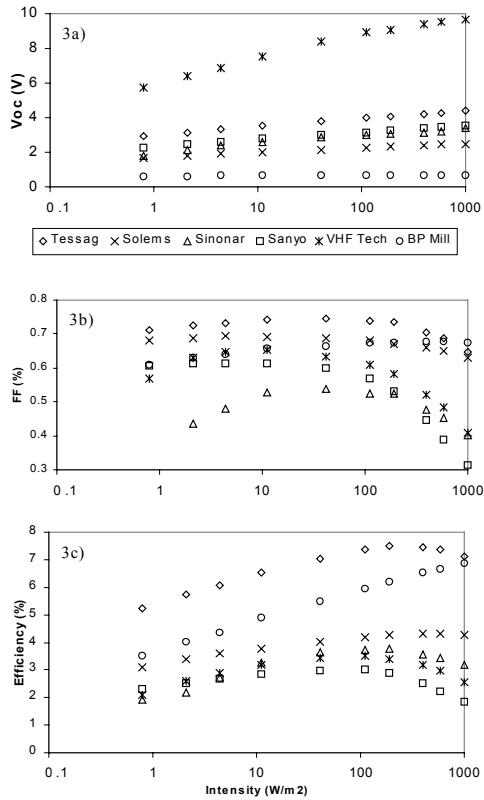 3a)
Voc (V)
10
8
6
4
2
0
0.1 1 10 100 1000
Tessag Solems Sinonar Sanyo VHF Tech BP Mill
3b)
FF (%)
0.8
0.7
0.6
0.5
0.4
0.3
0.1 1 10 100 1000
3c)
Efficiency (%)
8
7
6
5
4
3
2
1
0
0.1 1 10 100 1000
Intensity (W/m2)